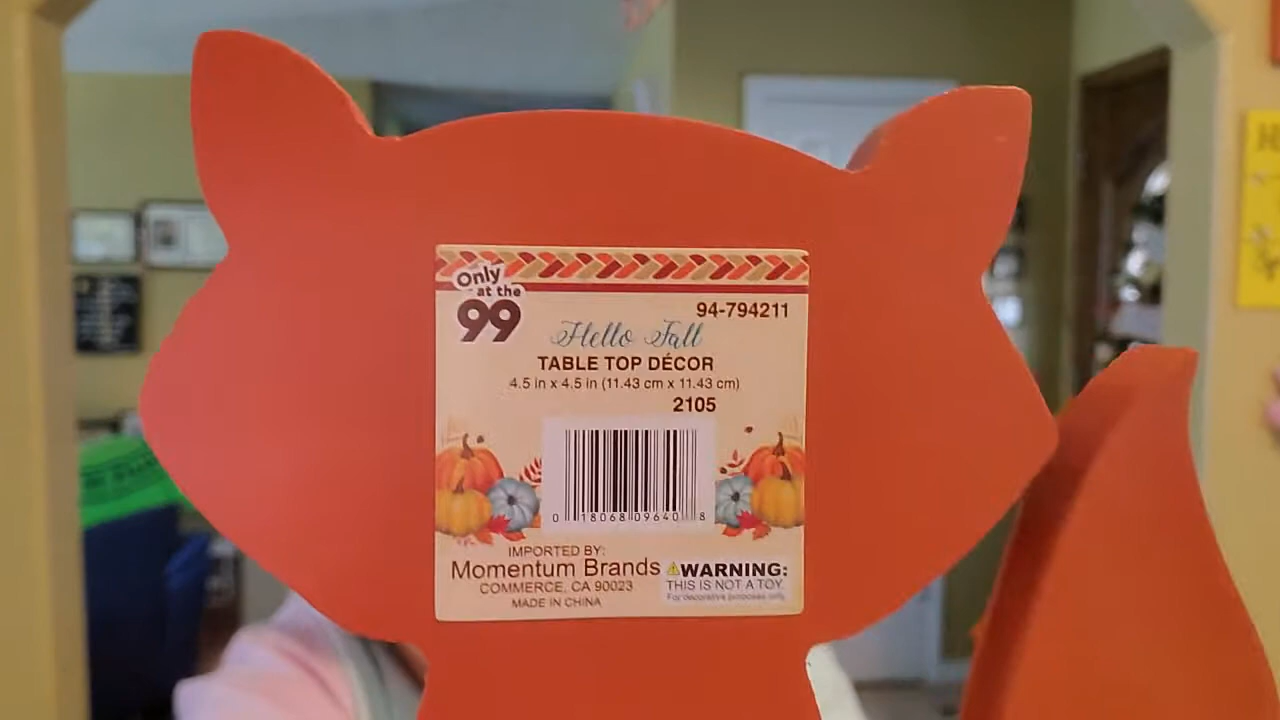 Only
at the
99
94-794211
Hello Fall
TABLE TOP DÉCOR
4.5 in x 4.5 in (11.43 cm x 11.43 cm)
2105
0 18068 09640 8
IMPORTED BY:
Momentum Brands
COMMERCE, CA 90023
MADE IN CHINA
WARNING:
THIS IS NOT A TOY.
For decorative purposes only.